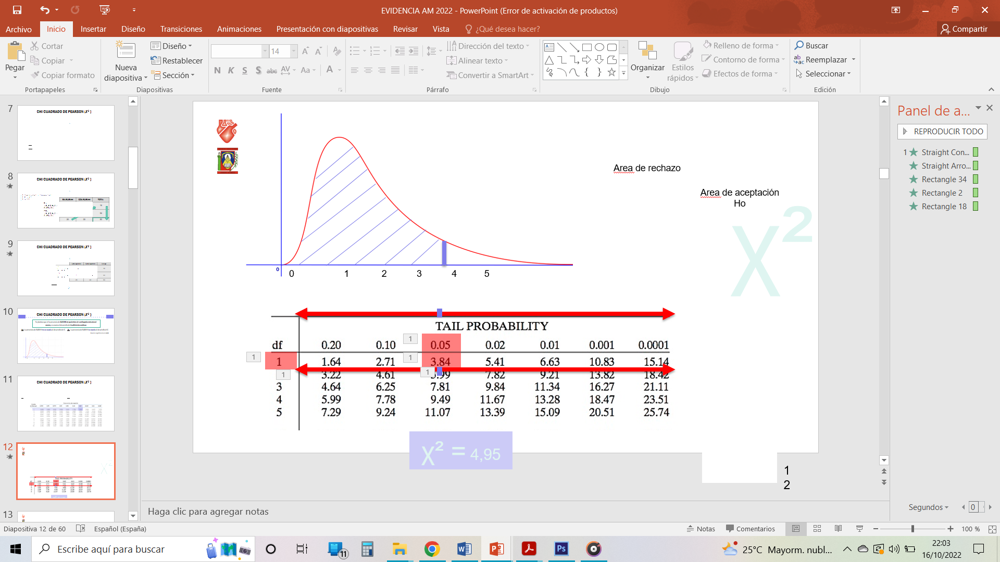 EVIDENCIA AM 2022 - PowerPoint (Error de activación de productos)
Archivo Inicio Insertar Diseño Transiciones Animaciones Presentación con diapositivas Revisar Vista ¿Qué desea hacer? Compartir
Pegar
Cortar
Copiar
Copiar formato
Portapapeles
Nueva
diapositiva
Diseño
Restablecer
Sección
Diapositivas
14
N K S S abc AV Aa A
Fuente
Dirección del texto
Alinear texto
Convertir a SmartArt
Párrafo
Organizar
Estilos
rápidos
Relleno de forma
Contorno de forma
Efectos de forma
Dibujo
Buscar
Reemplazar
Seleccionar
Edición
7
CHI CUADRADO DE PEARSON (X² )
8
CHI CUADRADO DE PEARSON (X² )
9
CHI CUADRADO DE PEARSON (X² )
10
CHI CUADRADO DE PEARSON (X² )
11
CHI CUADRADO DE PEARSON (X² )
12
13
Area de rechazo
Area de aceptación
Ho
χ²
0
0 1 2 3 4 5
TAIL PROBABILITY
df 0.20 0.10 0.05 0.02 0.01 0.001 0.0001
1 1.64 2.71 3.84 5.41 6.63 10.83 15.14
3.22 4.61 5.99 7.82 9.21 13.82 18.42
3 4.64 6.25 7.81 9.84 11.34 16.27 21.11
4 5.99 7.78 9.49 11.67 13.28 18.47 23.51
5 7.29 9.24 11.07 13.39 15.09 20.51 25.74
1
1
1
1
1
χ² = 4,95
1
2
Panel de a...
REPRODUCIR TODO
1 Straight Con...
Straight Arro...
Rectangle 34
Rectangle 2
Rectangle 18
Segundos 0
Haga clic para agregar notas
Diapositiva 12 de 60 Español (España) Notas Comentarios 100 %
Escribe aquí para buscar
11
25°C Mayorm. nubl...
22:03
16/10/2022